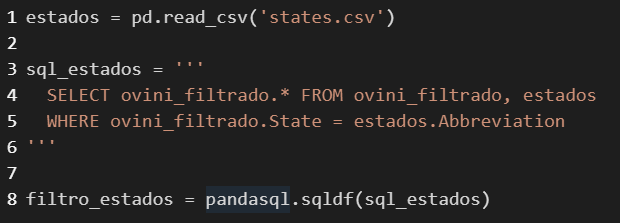 1 estados = pd.read_csv('states.csv')
2
3 sql_estados = '''
4   SELECT ovini_filtrado.* FROM ovini_filtrado, estados
5   WHERE ovini_filtrado.State = estados.Abbreviation
6 '''
7
8 filtro_estados = pandasql.sqldf(sql_estados)